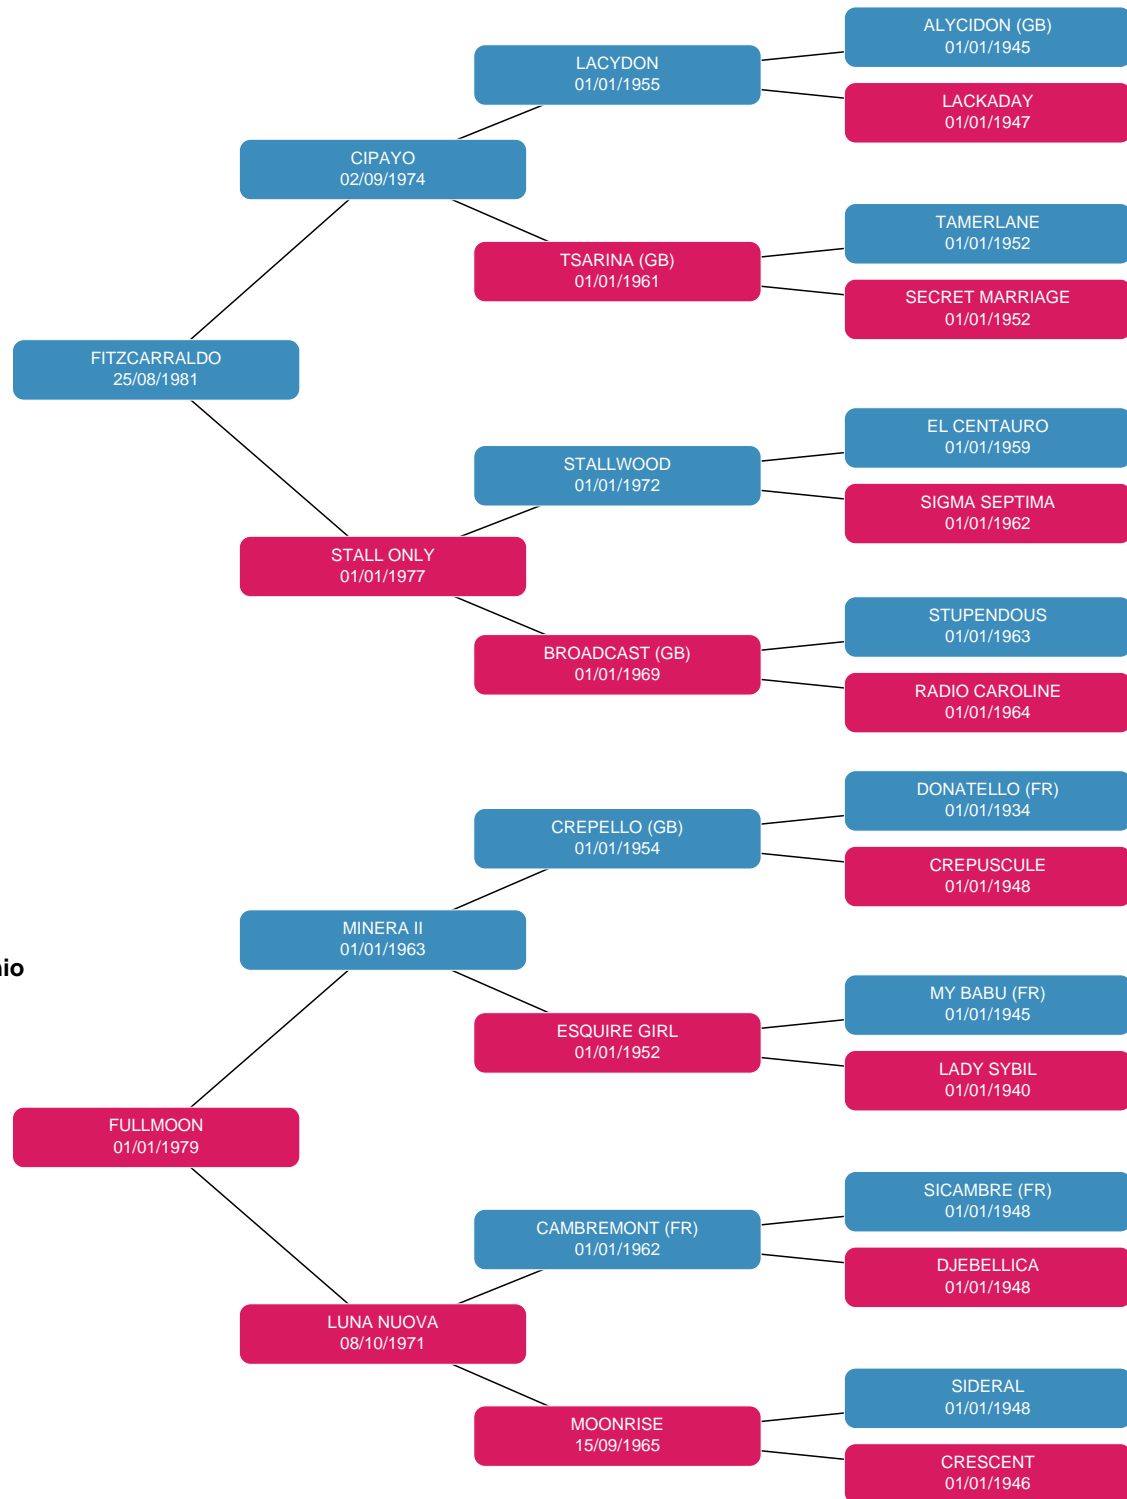 ALYCIDON (GB)
01/01/1945
LACYDON
01/01/1955
LACKADAY
01/01/1947
CIPAYO
02/09/1974
TAMERLANE
01/01/1952
TSARINA (GB)
01/01/1961
SECRET MARRIAGE
01/01/1952
FITZCARRALDO
25/08/1981
EL CENTAURO
01/01/1959
STALLWOOD
01/01/1972
SIGMA SEPTIMA
01/01/1962
STALL ONLY
01/01/1977
STUPENDOUS
01/01/1963
BROADCAST (GB)
01/01/1969
RADIO CAROLINE
01/01/1964
DONATELLO (FR)
01/01/1934
CREPELLO (GB)
01/01/1954
CREPUSCULE
01/01/1948
MINERA II
01/01/1963
MY BABU (FR)
01/01/1945
ESQUIRE GIRL
01/01/1952
LADY SYBIL
01/01/1940
FULLMOON
01/01/1979
SICAMBRE (FR)
01/01/1948
CAMBREMONT (FR)
01/01/1962
DJEBELLICA
01/01/1948
LUNA NUOVA
08/10/1971
SIDERAL
01/01/1948
MOONRISE
15/09/1965
CRESCENT
01/01/1946